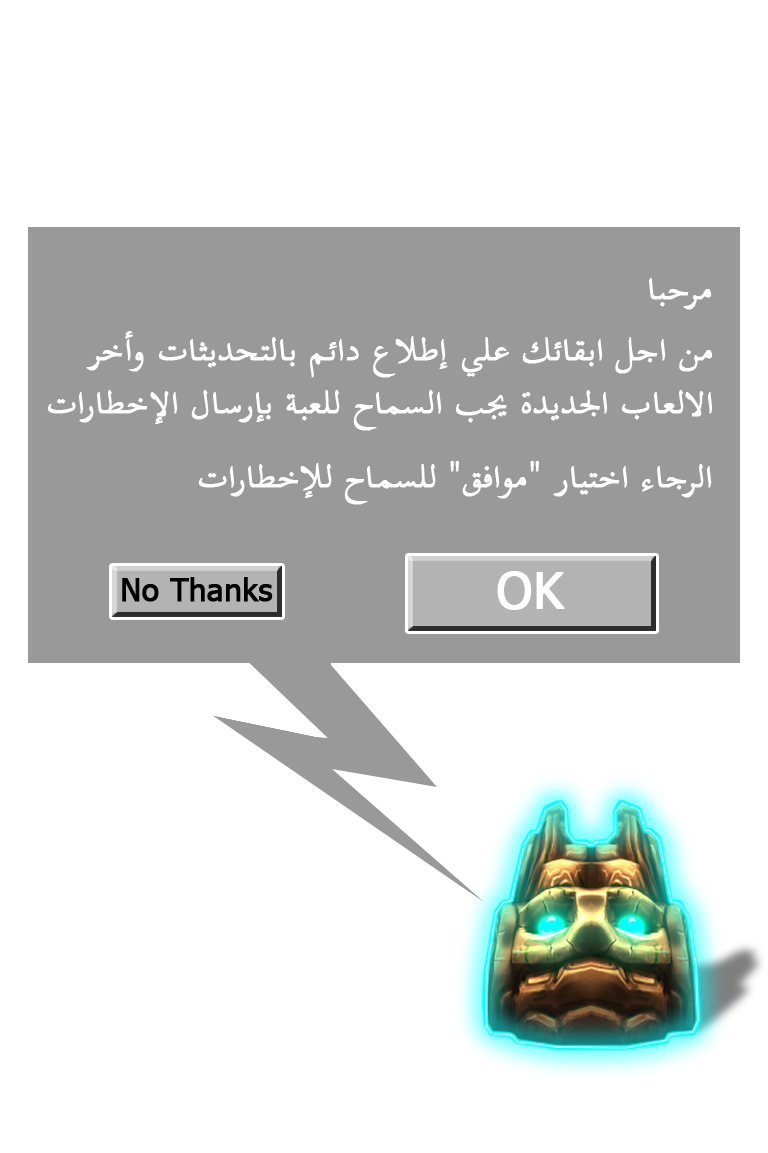 مرحبا
من اجل ابقائك علي إطلاع دائم بالتحديثات وأخر
الالعاب الجديدة يجب السماح للعبة بإرسال الإخطارات
الرجاء اختيار "موافق" للسماح للإخطارات
No Thanks
OK